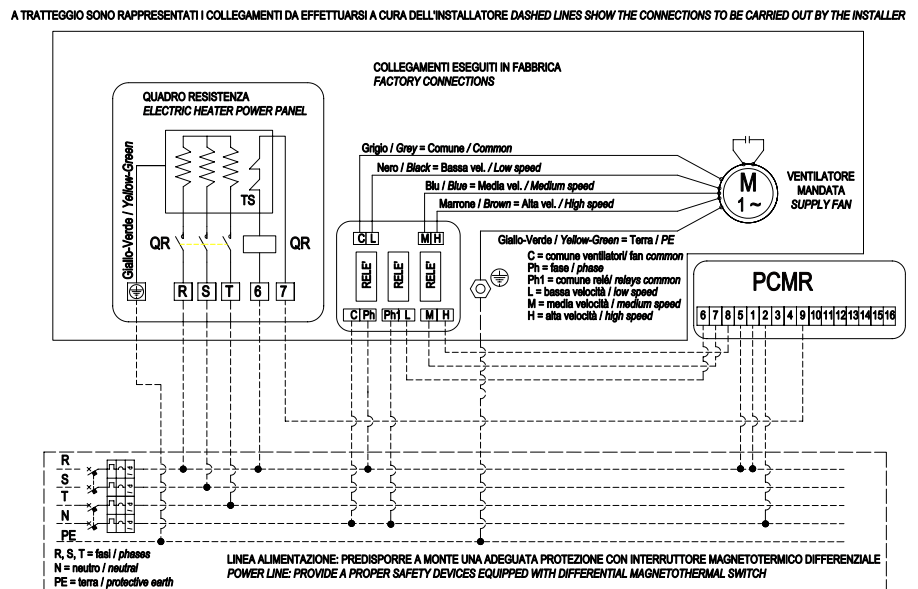 A TRATTEGGIO SONO RAPPRESENTATI I COLLEGAMENTI DA EFFETTUARSI A CURA DELL'INSTALLATORE DASHED LINES SHOW THE CONNECTIONS TO BE CARRIED OUT BY THE INSTALLER
COLLEGAMENTI ESEGUITI IN FABBRICA
FACTORY CONNECTIONS
QUADRO RESISTENZA
ELECTRIC HEATER POWER PANEL
Giallo-Verde / Yellow-Green
TS
QR
QR
R S T 6 7
Grigio / Grey = Comune / Common
Nero / Black = Bassa vel. / Low speed
Blu / Blue = Media vel. / Medium speed
Marrone / Brown = Alta vel. / High speed
Giallo-Verde / Yellow-Green = Terra / PE
M
1 ~
VENTILATORE
MANDATA
SUPPLY FAN
C L M H
RELE' RELE' RELE'
C Ph Ph1 L M H
C = comune ventilatori/ fan common
Ph = fase / phase
Ph1 = comune relé/ relays common
L = bassa velocità / low speed
M = media velocità / medium speed
H = alta velocità / high speed
PCMR
6 7 8 5 1 2 3 4 9 10 11 12 13 14 15 16
R
S
T
N
PE
R, S, T = fasi / phases
N = neutro / neutral
PE = terra / protective earth
LINEA ALIMENTAZIONE: PREDISPORRE A MONTE UNA ADEGUATA PROTEZIONE CON INTERRUTTORE MAGNETOTERMICO DIFFERENZIALE
POWER LINE: PROVIDE A PROPER SAFETY DEVICES EQUIPPED WITH DIFFERENTIAL MAGNETOTHERMAL SWITCH